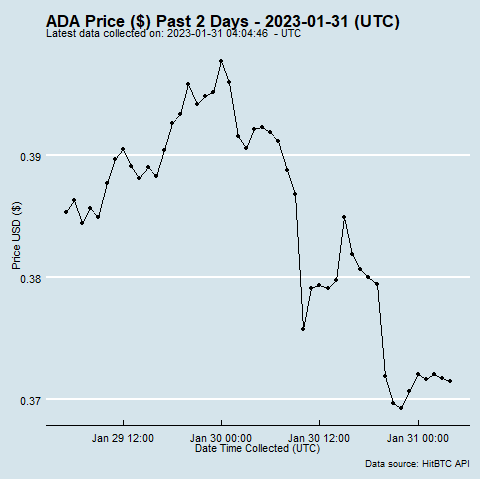 ADA Price ($) Past 2 Days - 2023-01-31 (UTC)
Latest data collected on: 2023-01-31 04:04:46  - UTC
0.39
0.38
0.37
Price USD ($)
Jan 29 12:00
Jan 30 00:00
Jan 30 12:00
Jan 31 00:00
Date Time Collected (UTC)
Data source: HitBTC API